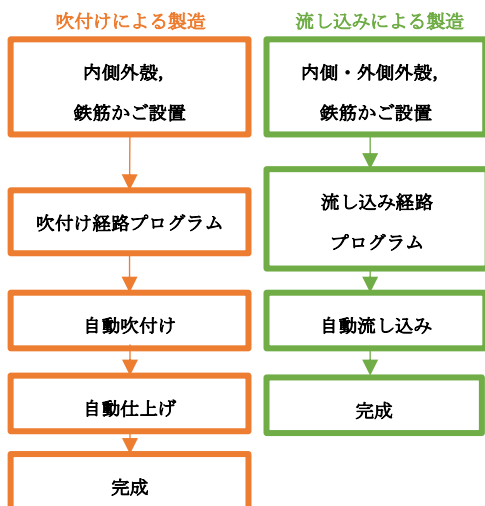 吹付けによる製造
内側外殻,
鉄筋かご設置
吹付け経路プログラム
自動吹付け
自動仕上げ
完成
流し込みによる製造
内側・外側外殻,
鉄筋かご設置
流し込み経路
プログラム
自動流し込み
完成